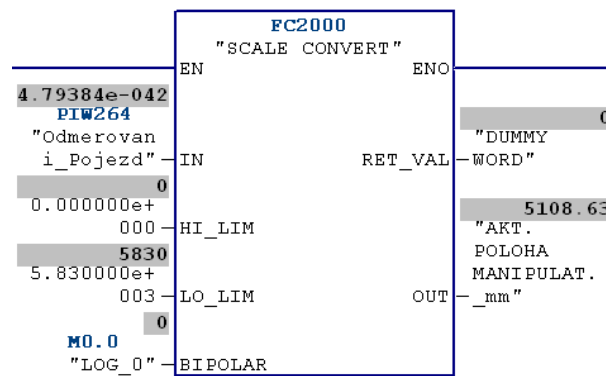 FC2000
"SCALE CONVERT"
EN ENO
4.79384e-042
PIW264
"Odmerovan
i_Pojezd" IN
0
"DUMMY
RET_VAL WORD"
0
0.000000e+
000 HI_LIM
5108.63
"AKT.
POLOHA
MANIPULAT.
OUT _mm"
5830
5.830000e+
003 LO_LIM
0
M0.0
"LOG_0" BIPOLAR